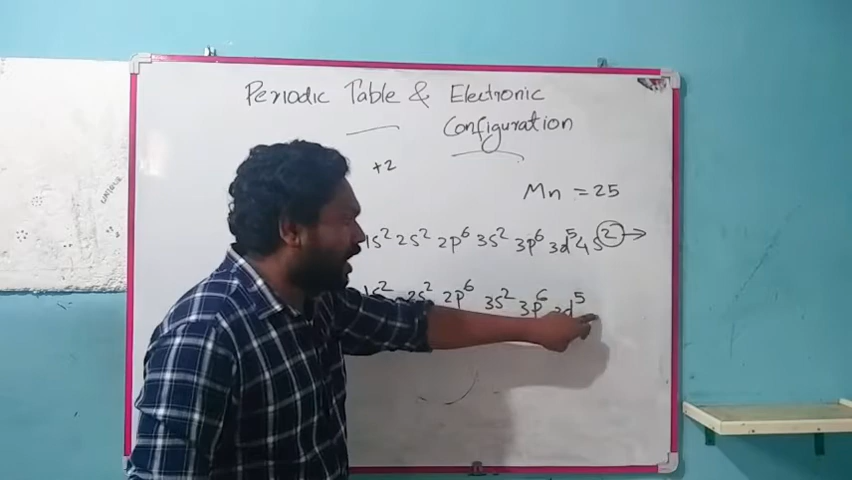 Periodic Table & Electronic
Configuration
+2
Mn = 25
1s² 2s² 2p⁶ 3s² 3p⁶ 3d⁵ 4s² →
1s² 2s² 2p⁶ 3s² 3p⁶ 3d⁵
unique